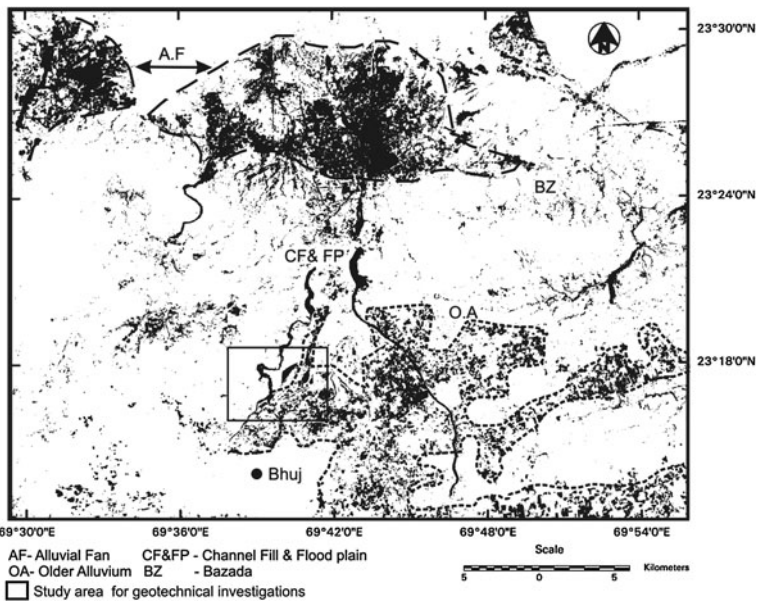 A.F
N
23°30'0"N
BZ
23°24'0"N
CF& FP
O.A
23°18'0"N
Bhuj
69°30'0"E 69°36'0"E 69°42'0"E 69°48'0"E 69°54'0"E
AF- Alluvial Fan CF&FP - Channel Fill & Flood plain
OA- Older Alluvium BZ - Bazada
Study area for geotechnical investigations
Scale
5 0 5 Kilometers